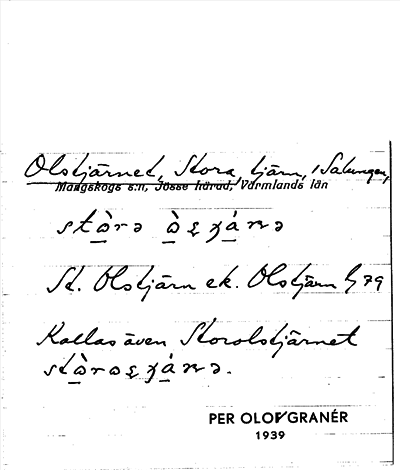 Olstjärnet, Stora, tjärn, i Salungen,
Mangskogs s:n, Jösse härad, Värmlands län
St. Olstjärn ek. Olstjärn G 79
Kallas även Storolstjärnet
PER OLOF GRANÉR
1939